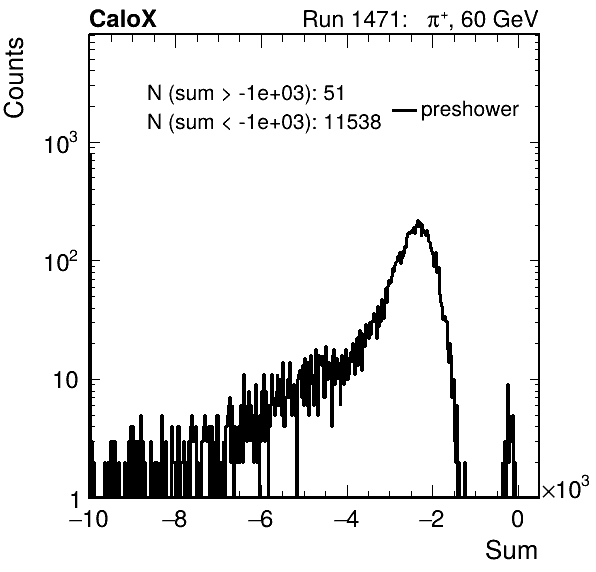 CaloX Run 1471: π⁺, 60 GeV
Counts
N (sum > -1e+03): 51
N (sum < -1e+03): 11538
preshower
10³
10²
10
1
−10 −8 −6 −4 −2 0
×10³
Sum